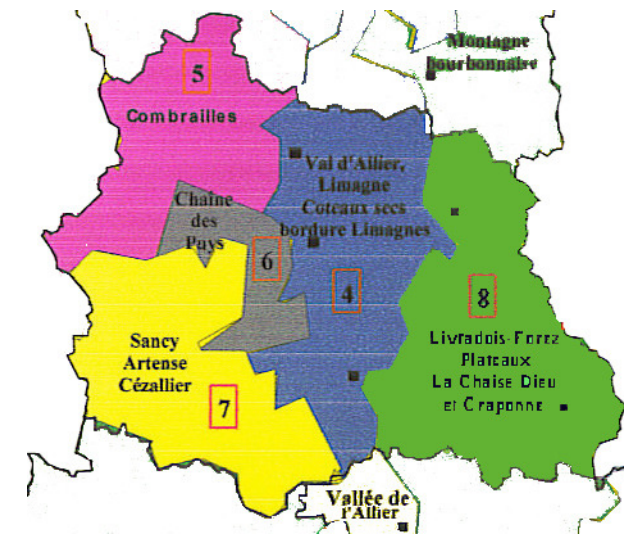 Montagne
bourbonnaise
5
Combrailles
Val d'Allier,
Limagne
Coteaux secs
bordure Limagnes
Chaîne
des
Puys
6
4
8
Livradois-Forez
Plateaux
La Chaise Dieu
et Craponne
Sancy
Artense
Cézallier
7
Vallée de
l'Allier